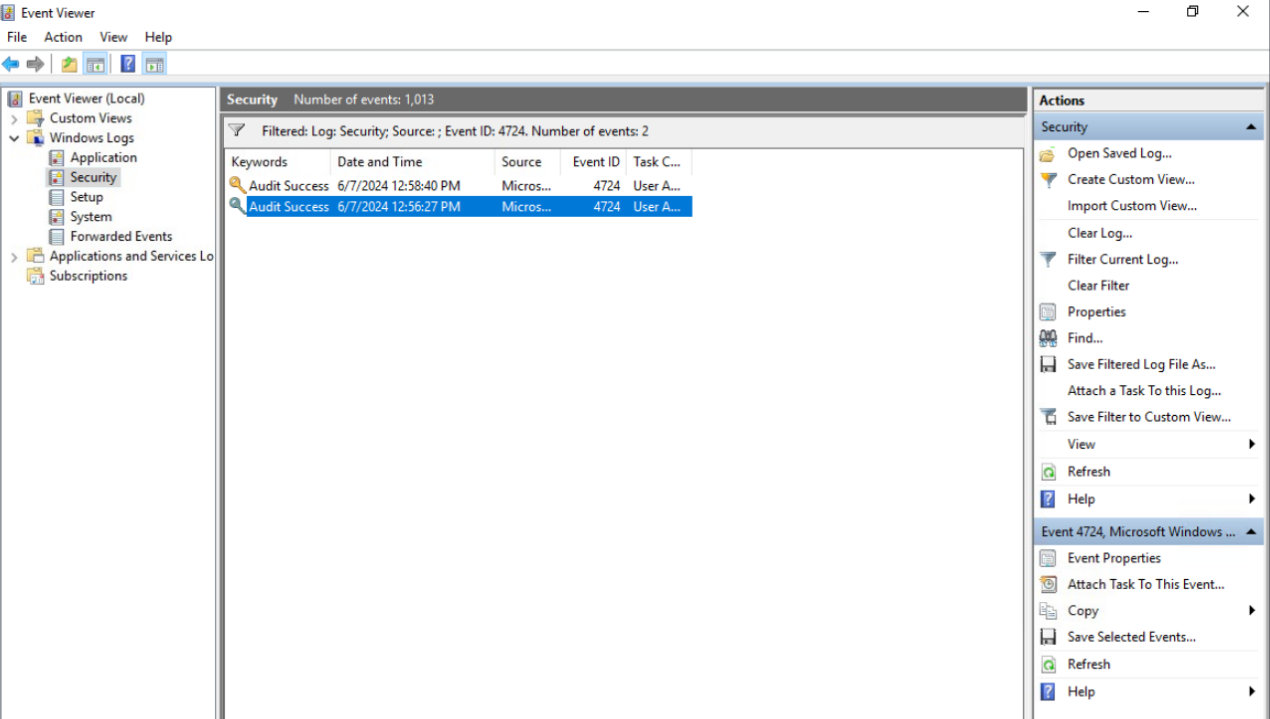 Event Viewer
File Action View Help
Event Viewer (Local)
Custom Views
Windows Logs
Application
Security
Setup
System
Forwarded Events
Applications and Services Lo
Subscriptions
Security Number of events: 1,013
Filtered: Log: Security; Source: ; Event ID: 4724. Number of events: 2
Keywords Date and Time Source Event ID Task C...
Audit Success 6/7/2024 12:58:40 PM Micros... 4724 User A...
Audit Success 6/7/2024 12:56:27 PM Micros... 4724 User A...
Actions
Security
Open Saved Log...
Create Custom View...
Import Custom View...
Clear Log...
Filter Current Log...
Clear Filter
Properties
Find...
Save Filtered Log File As...
Attach a Task To this Log...
Save Filter to Custom View...
View
Refresh
Help
Event 4724, Microsoft Windows ...
Event Properties
Attach Task To This Event...
Copy
Save Selected Events...
Refresh
Help